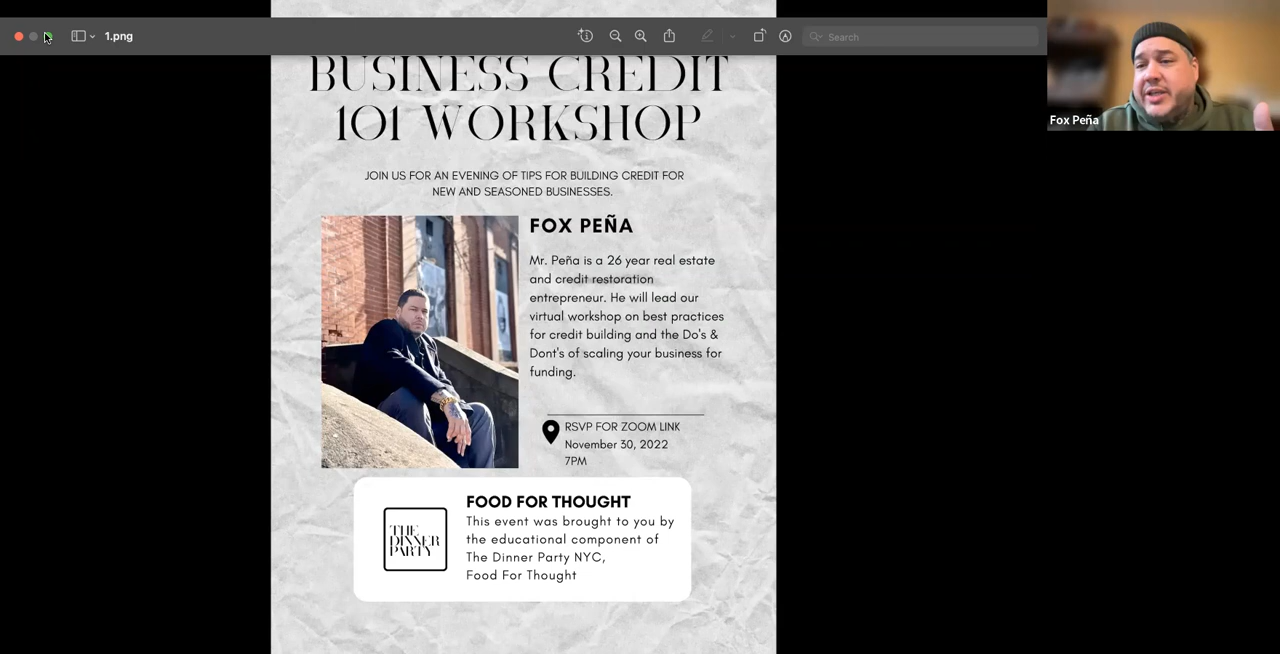 1.png
Search
Fox Peña
BUSINESS CREDIT
101 WORKSHOP
JOIN US FOR AN EVENING OF TIPS FOR BUILDING CREDIT FOR
NEW AND SEASONED BUSINESSES.
FOX PEÑA
Mr. Peña is a 26 year real estate
and credit restoration
entrepreneur. He will lead our
virtual workshop on best practices
for credit building and the Do's &
Dont's of scaling your business for
funding.
RSVP FOR ZOOM LINK
November 30, 2022
7PM
THE
DINNER
PARTY
FOOD FOR THOUGHT
This event was brought to you by
the educational component of
The Dinner Party NYC,
Food For Thought